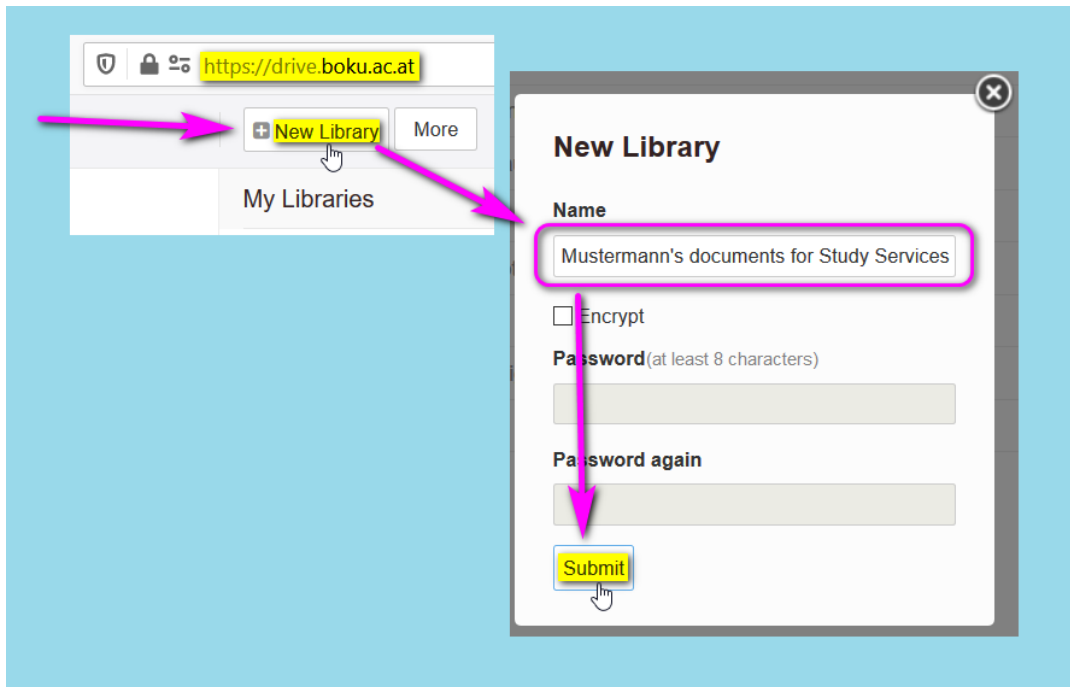 https://drive.boku.ac.at
New Library
More
My Libraries
New Library
Name
Mustermann's documents for Study Services
Encrypt
Password(at least 8 characters)
Password again
Submit